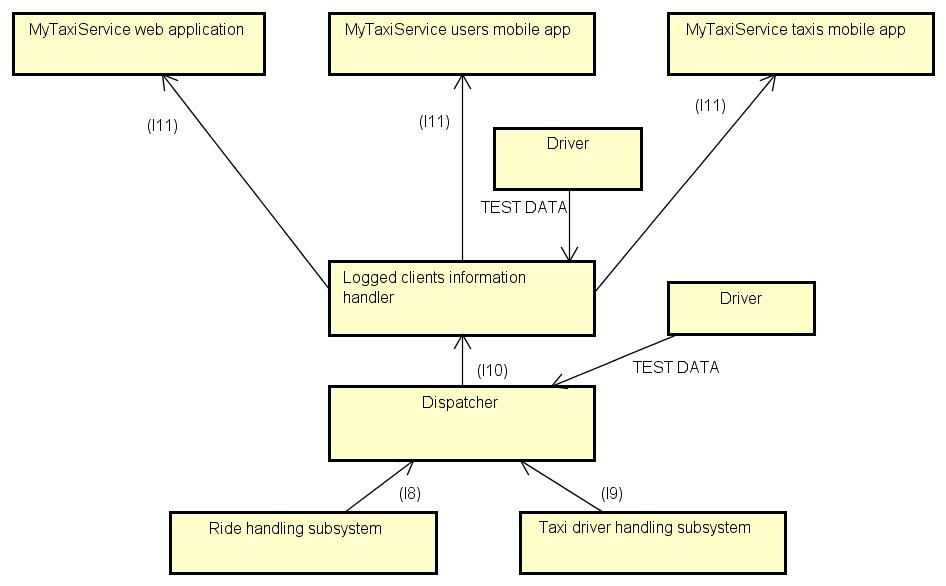 MyTaxiService web application
MyTaxiService users mobile app
MyTaxiService taxis mobile app
(I11)
(I11)
(I11)
Driver
TEST DATA
Logged clients information
handler
Driver
TEST DATA
(I10)
Dispatcher
(I8)
(I9)
Ride handling subsystem
Taxi driver handling subsystem